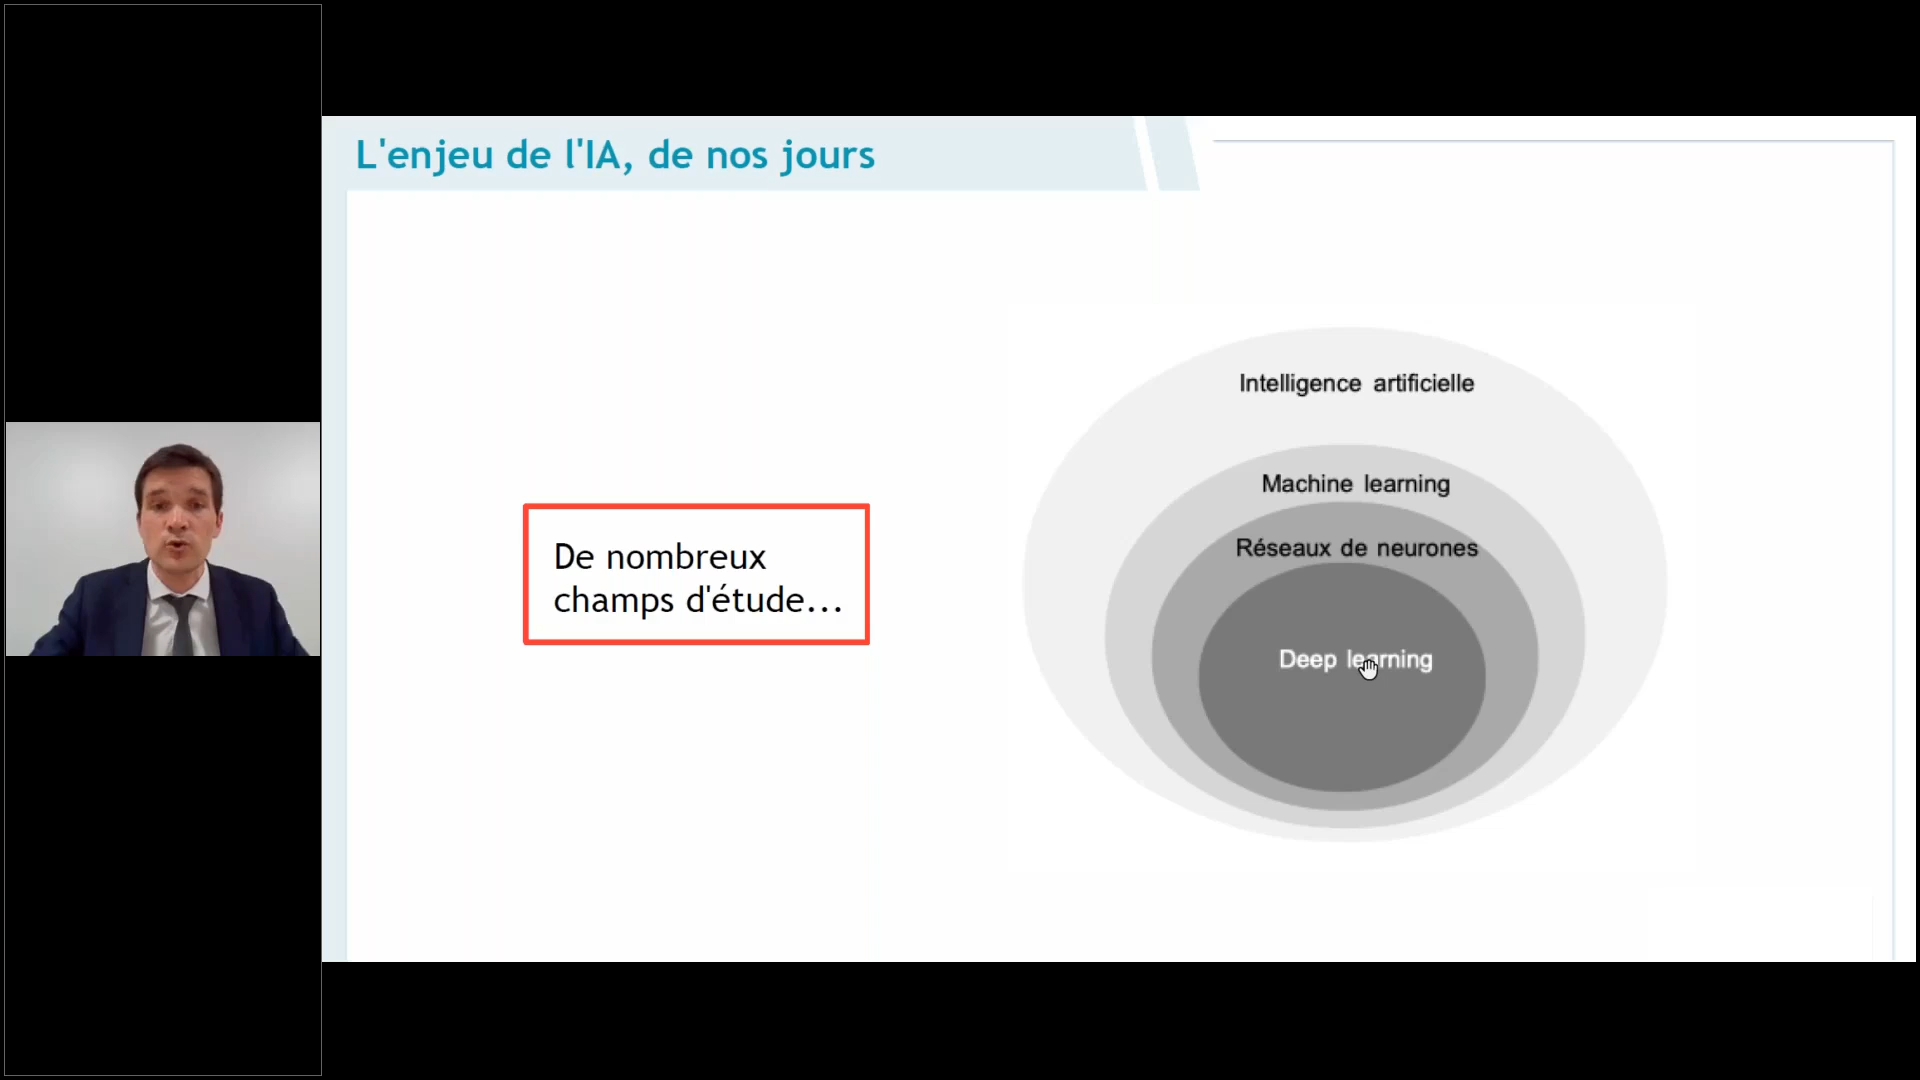 L'enjeu de l'IA, de nos jours
De nombreux
champs d'étude...
Intelligence artificielle
Machine learning
Réseaux de neurones
Deep learning